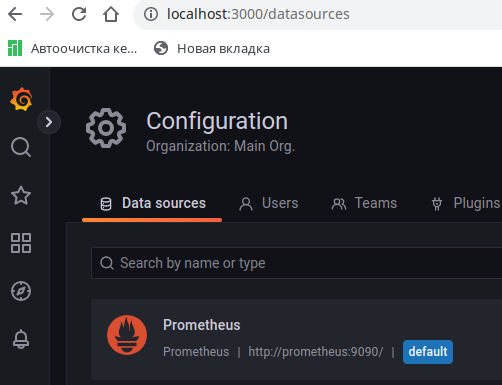 localhost:3000/datasources
Автоочистка ке...
Новая вкладка
Configuration
Organization: Main Org.
Data sources
Users
Teams
Plugins
Search by name or type
Prometheus
Prometheus | http://prometheus:9090/ | default